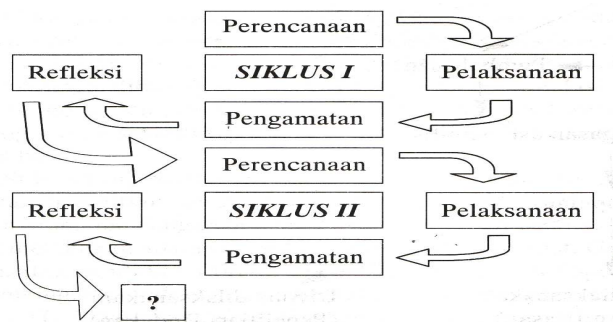 Perencanaan
Refleksi
SIKLUS I
Pelaksanaan
Pengamatan
Perencanaan
Refleksi
SIKLUS II
Pelaksanaan
Pengamatan
?